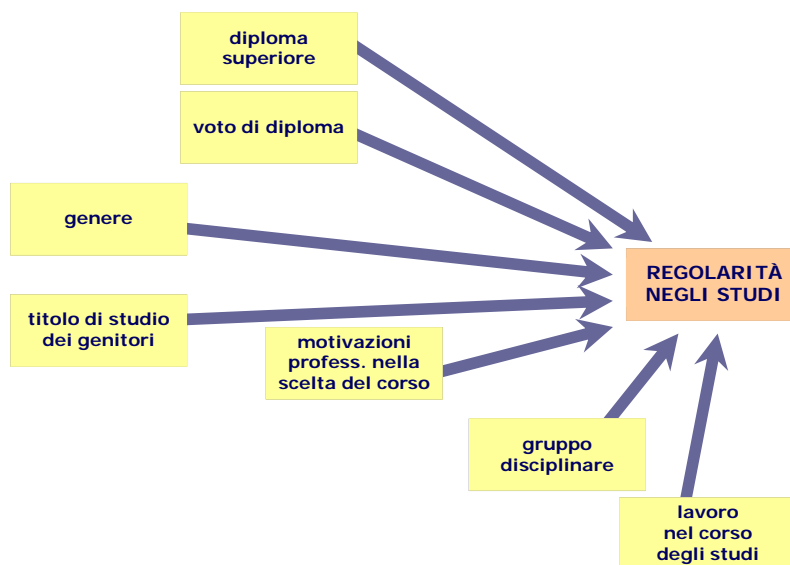 diploma
superiore
voto di diploma
genere
REGOLARITÀ
NEGLI STUDI
titolo di studio
dei genitori
motivazioni
profess. nella
scelta del corso
gruppo
disciplinare
lavoro
nel corso
degli studi